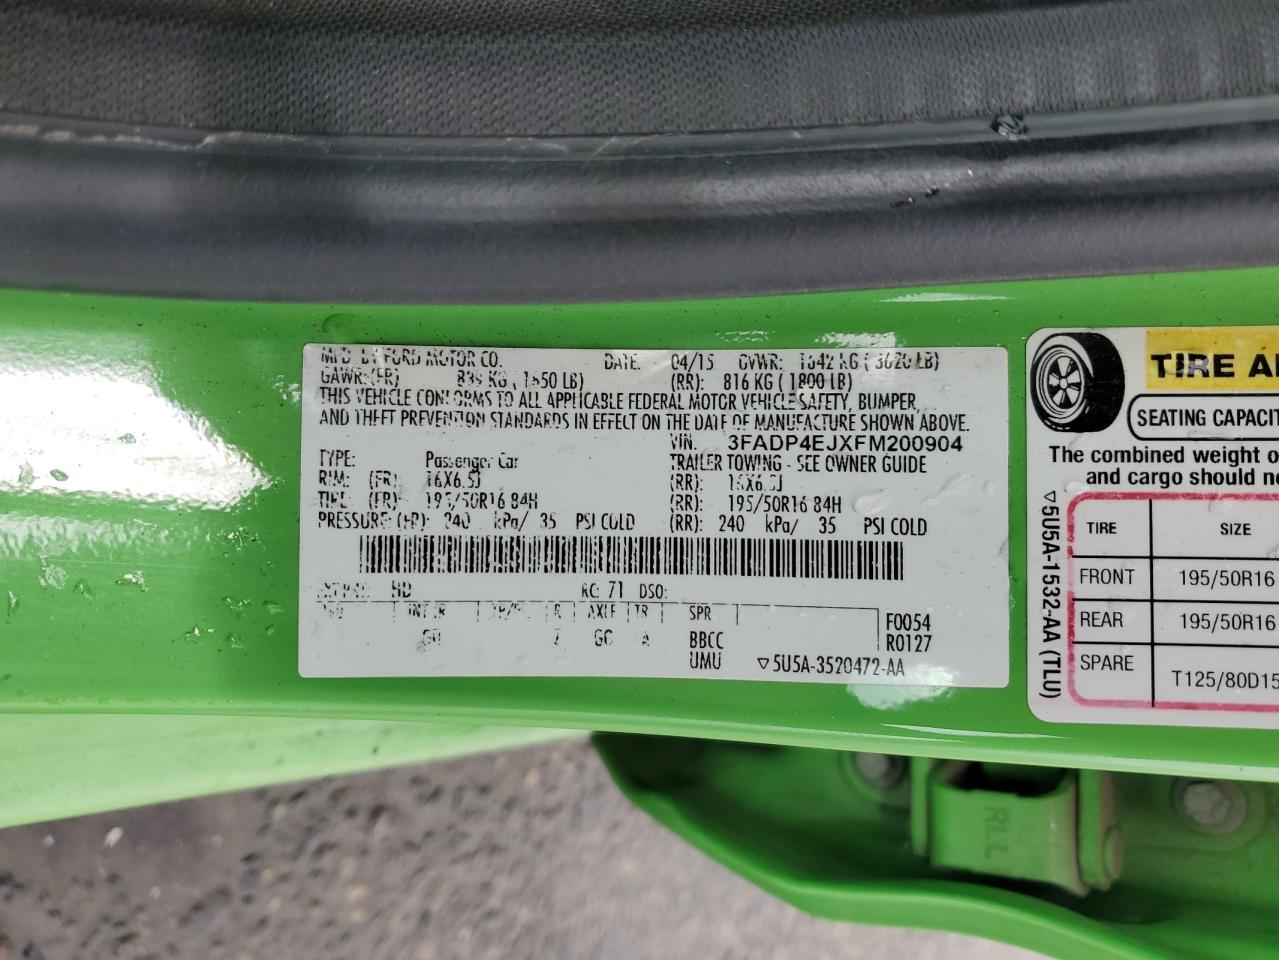 MFD. BY FORD MOTOR CO. DATE: 04/15 GVWR: 1642 KG ( 3620 LB)
GAWR:(FR) 839 KG ( 1850 LB) (RR): 816 KG ( 1800 LB)
THIS VEHICLE CONFORMS TO ALL APPLICABLE FEDERAL MOTOR VEHICLE SAFETY, BUMPER,
AND THEFT PREVENTION STANDARDS IN EFFECT ON THE DATE OF MANUFACTURE SHOWN ABOVE.
VIN: 3FADP4EJXFM200904
TYPE: Passenger Car TRAILER TOWING - SEE OWNER GUIDE
RIM: (FR): 16X6.5J (RR): 16X6.5J
TIRE: (FR): 195/50R16 84H (RR): 195/50R16 84H
PRESSURE: (FR): 240 kPa/ 35 PSI COLD (RR): 240 kPa/ 35 PSI COLD
HD RC: 71 DSO:
INT TR R AXLE TR SPR F0054
GC A BBCC R0127
UMU ▽5U5A-3520472-AA
TIRE A
SEATING CAPACIT
The combined weight o
and cargo should ne
TIRE SIZE
FRONT 195/50R16
REAR 195/50R16
SPARE T125/80D15
▽5U5A-1532-AA (TLU)
RLL